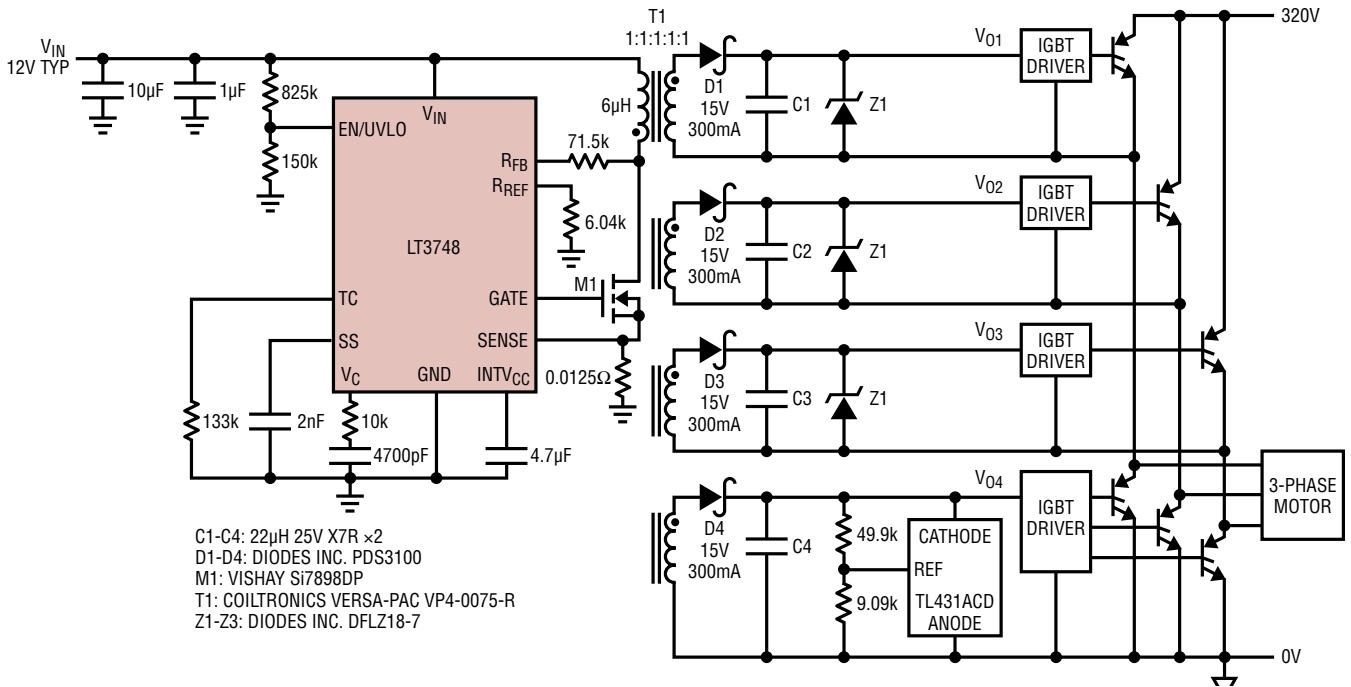 V_IN
12V TYP
10µF
1µF
825k
150k
V_IN
EN/UVLO
R_FB
R_REF
LT3748
TC
SS
V_C
GND
INTV_CC
GATE
SENSE
71.5k
6.04k
M1
0.0125Ω
133k
2nF
10k
4700pF
4.7µF
T1
1:1:1:1:1
6µH
D1
15V
300mA
C1
Z1
V_O1
IGBT
DRIVER
320V
D2
15V
300mA
C2
Z1
V_O2
IGBT
DRIVER
D3
15V
300mA
C3
Z1
V_O3
IGBT
DRIVER
D4
15V
300mA
C4
49.9k
9.09k
CATHODE
REF
TL431ACD
ANODE
V_O4
IGBT
DRIVER
3-PHASE
MOTOR
0V
C1-C4: 22µH 25V X7R ×2
D1-D4: DIODES INC. PDS3100
M1: VISHAY Si7898DP
T1: COILTRONICS VERSA-PAC VP4-0075-R
Z1-Z3: DIODES INC. DFLZ18-7